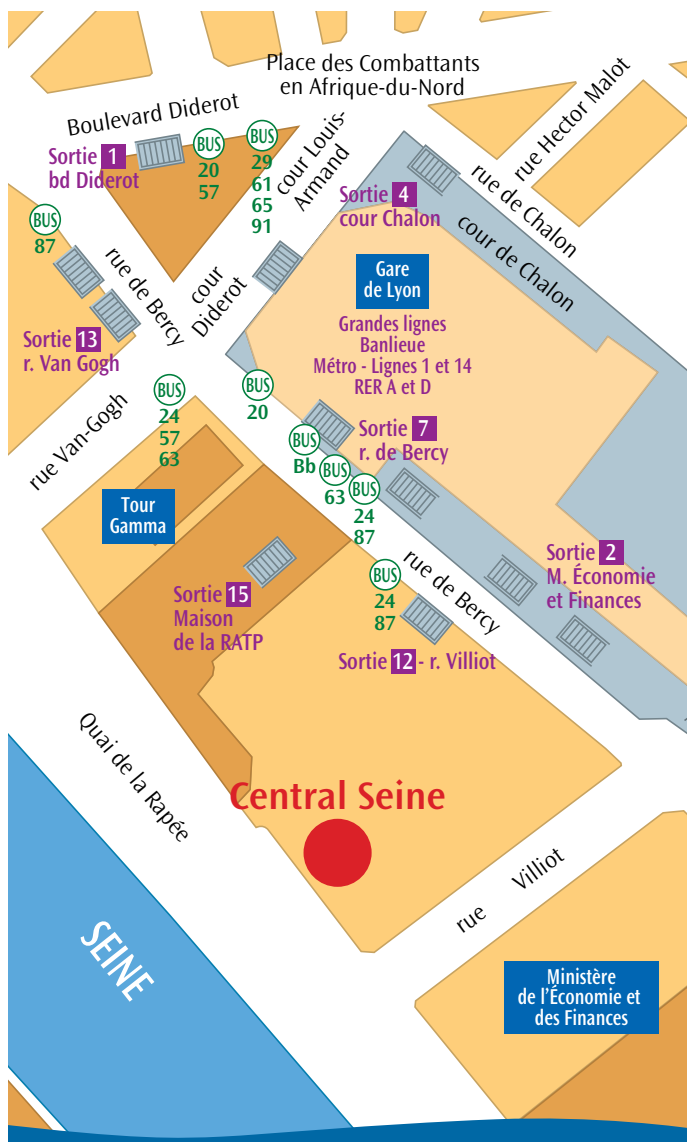 Place des Combattants
en Afrique-du-Nord
Boulevard Diderot
rue Hector Malot
Sortie 1
bd Diderot
BUS
20
57
BUS
29
61
65
91
cour Louis-
Armand
Sortie 4
cour Chalon
rue de Chalon
cour de Chalon
BUS
87
rue de Bercy
cour
Diderot
Gare
de Lyon
Grandes lignes
Banlieue
Métro - Lignes 1 et 14
RER A et D
Sortie 13
r. Van Gogh
rue Van-Gogh
BUS
24
57
63
BUS
20
BUS
Bb
Sortie 7
r. de Bercy
BUS
63
BUS
24
87
Tour
Gamma
Sortie 2
M. Économie
et Finances
rue de Bercy
BUS
24
87
Sortie 15
Maison
de la RATP
Sortie 12 - r. Villiot
Quai de la Rapée
Central Seine
rue Villiot
SEINE
Ministère
de l'Économie et
des Finances